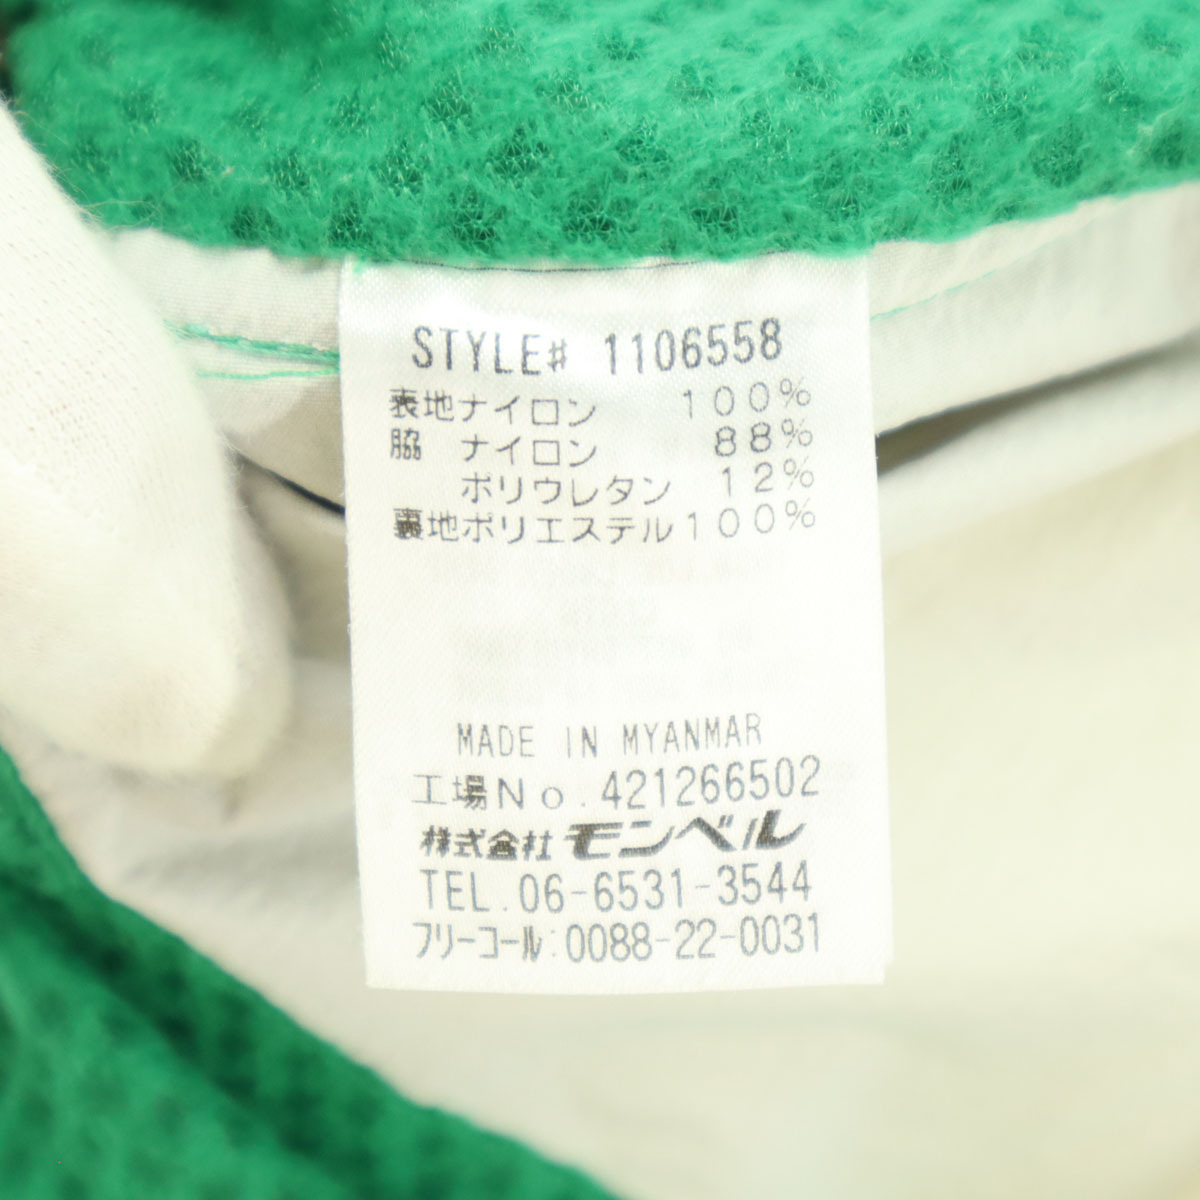 STYLE# 1106558
表地ナイロン 100%
脇 ナイロン 88%
ポリウレタン 12%
裏地ポリエステル100%
MADE IN MYANMAR
工場No.421266502
株式会社モンベル
TEL.06-6531-3544
フリーコール:0088-22-0031